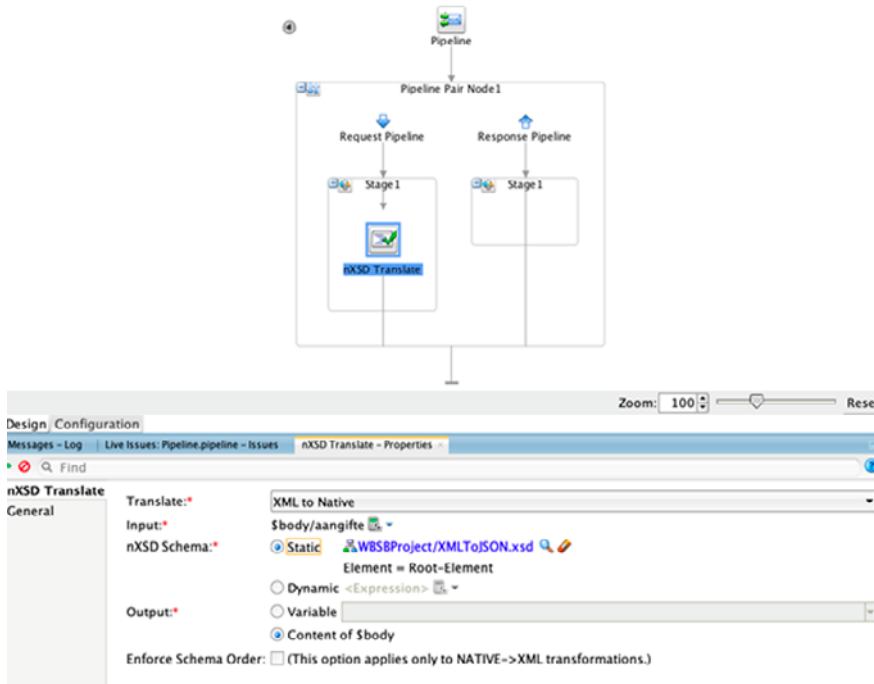 Pipeline
Pipeline Pair Node1
Request Pipeline Response Pipeline
Stage1 Stage1
nXSD Translate
Zoom: 100 Rese
Design Configuration
Messages - Log Live Issues: Pipeline.pipeline - Issues nXSD Translate - Properties ×
Find
nXSD Translate
General
Translate:* XML to Native
Input:* $body/aangifte
nXSD Schema:* Static WBSBProject/XMLToJSON.xsd
Element = Root-Element
Dynamic <Expression>
Output:* Variable
Content of $body
Enforce Schema Order: (This option applies only to NATIVE->XML transformations.)